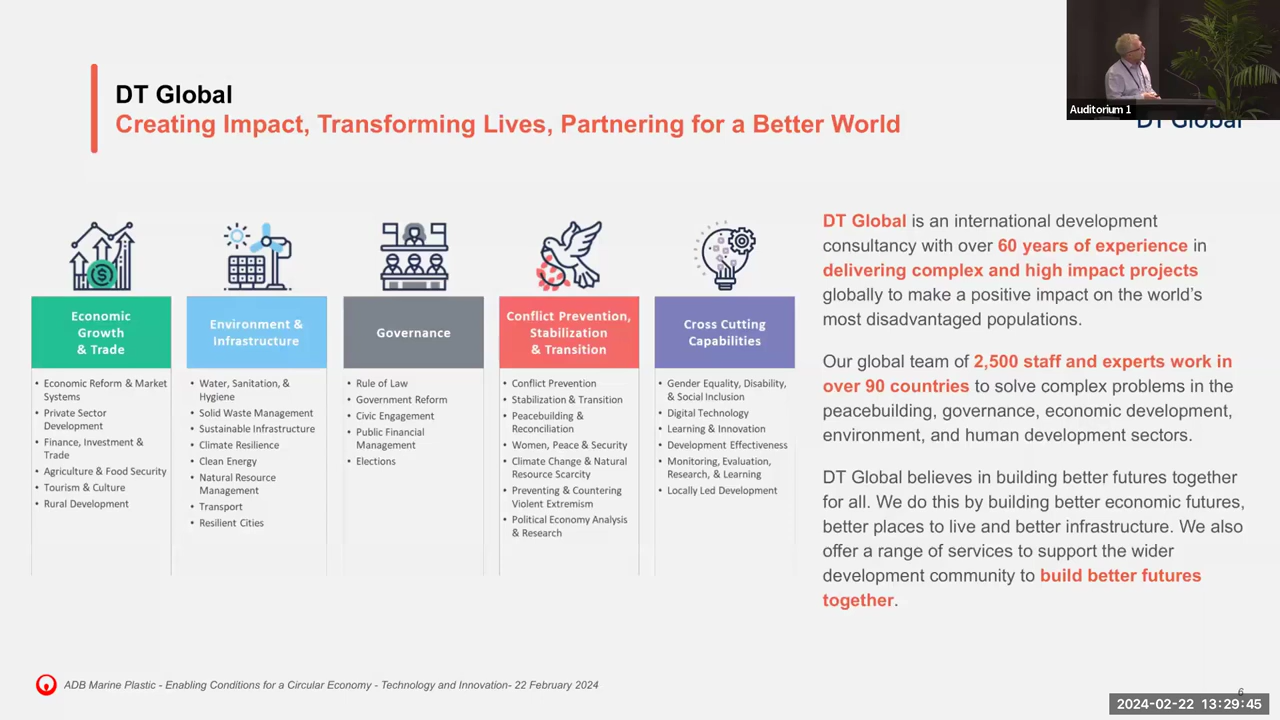 DT Global
Creating Impact, Transforming Lives, Partnering for a Better World
Auditorium 1
DT Global
Economic
Growth
& Trade
• Economic Reform & Market
Systems
• Private Sector
Development
• Finance, Investment &
Trade
• Agriculture & Food Security
• Tourism & Culture
• Rural Development
Environment &
Infrastructure
• Water, Sanitation, &
Hygiene
• Solid Waste Management
• Sustainable Infrastructure
• Climate Resilience
• Clean Energy
• Natural Resource
Management
• Transport
• Resilient Cities
Governance
• Rule of Law
• Government Reform
• Civic Engagement
• Public Financial
Management
• Elections
Conflict Prevention,
Stabilization
& Transition
• Conflict Prevention
• Stabilization & Transition
• Peacebuilding &
Reconciliation
• Women, Peace & Security
• Climate Change & Natural
Resource Scarcity
• Preventing & Countering
Violent Extremism
• Political Economy Analysis
& Research
Cross Cutting
Capabilities
• Gender Equality, Disability,
& Social Inclusion
• Digital Technology
• Learning & Innovation
• Development Effectiveness
• Monitoring, Evaluation,
Research, & Learning
• Locally Led Development
DT Global is an international development
consultancy with over 60 years of experience in
delivering complex and high impact projects
globally to make a positive impact on the world's
most disadvantaged populations.
Our global team of 2,500 staff and experts work in
over 90 countries to solve complex problems in the
peacebuilding, governance, economic development,
environment, and human development sectors.
DT Global believes in building better futures together
for all. We do this by building better economic futures,
better places to live and better infrastructure. We also
offer a range of services to support the wider
development community to build better futures
together.
ADB Marine Plastic - Enabling Conditions for a Circular Economy - Technology and Innovation- 22 February 2024
6
2024-02-22 13:29:45